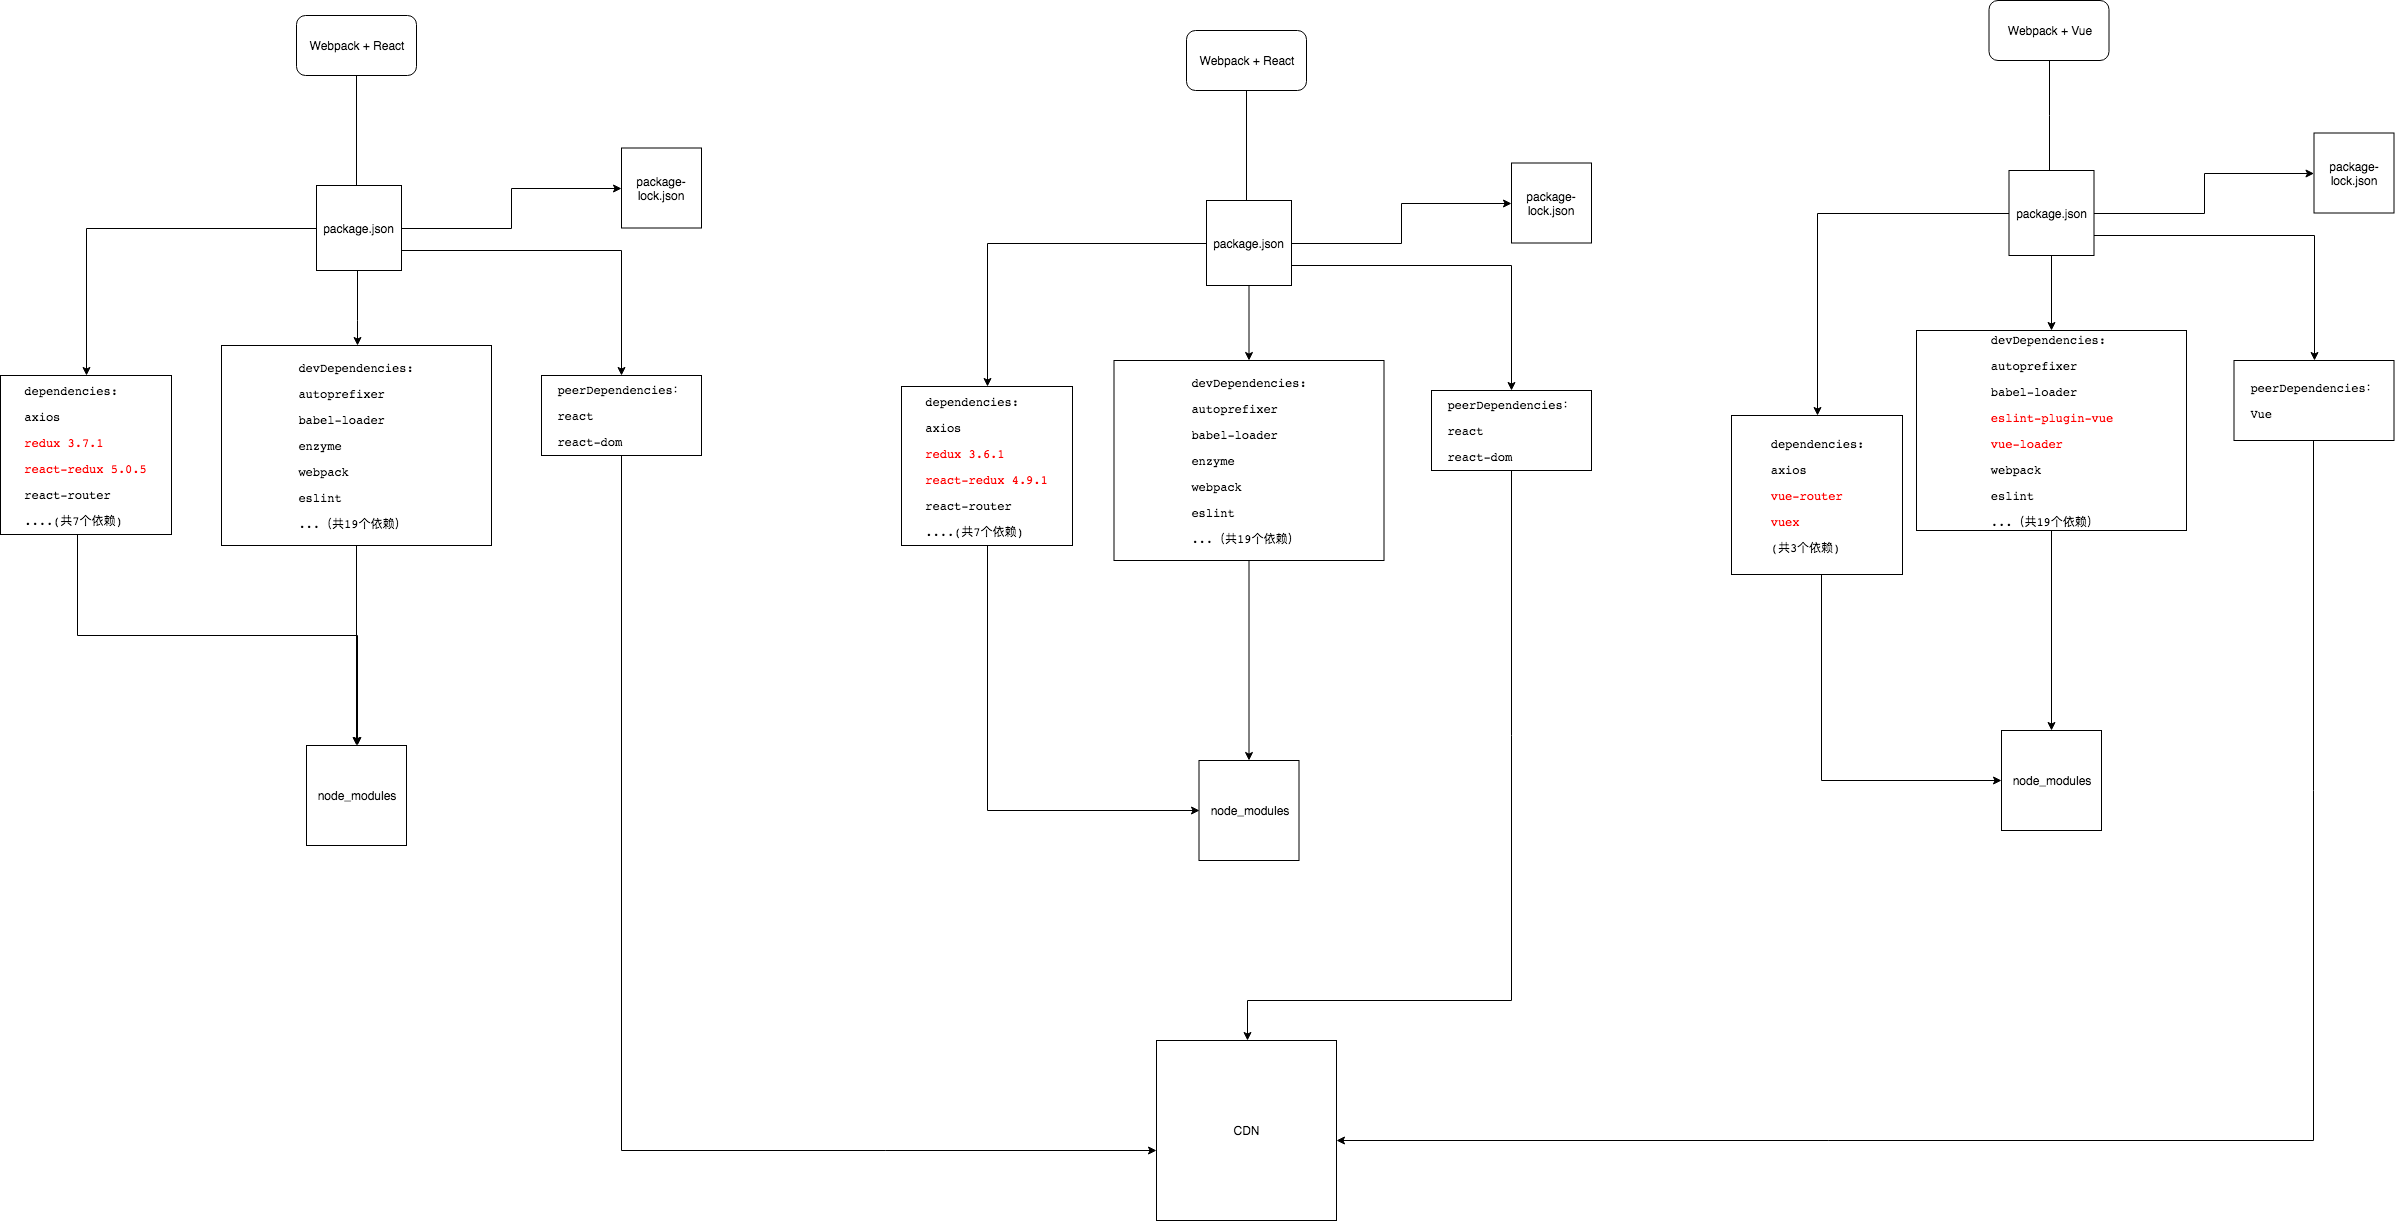 Webpack + React
package.json
package-
lock.json
dependencies:
axios
redux 3.7.1
react-redux 5.0.5
react-router
....(共7个依赖)
devDependencies:
autoprefixer
babel-loader
enzyme
webpack
eslint
...（共19个依赖）
peerDependencies：
react
react-dom
node_modules
Webpack + React
package.json
package-
lock.json
dependencies:
axios
redux 3.6.1
react-redux 4.9.1
react-router
....(共7个依赖)
devDependencies:
autoprefixer
babel-loader
enzyme
webpack
eslint
...（共19个依赖）
peerDependencies：
react
react-dom
node_modules
Webpack + Vue
package.json
package-
lock.json
dependencies:
axios
vue-router
vuex
(共3个依赖)
devDependencies:
autoprefixer
babel-loader
eslint-plugin-vue
vue-loader
webpack
eslint
...（共19个依赖）
peerDependencies：
Vue
node_modules
CDN